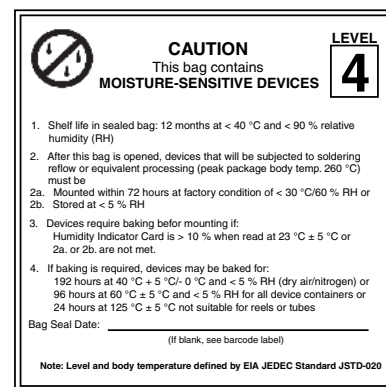 LEVEL
CAUTION
This bag contains
MOISTURE-SENSITIVE DEVICES
4
1. Shelf life in sealed bag: 12 months at < 40 °C and < 90 % relative
humidity (RH)
2. After this bag is opened, devices that will be subjected to soldering
reflow or equivalent processing (peak package body temp. 260 °C)
must be
2a. Mounted within 72 hours at factory condition of < 30 °C/60 % RH or
2b. Stored at < 5 % RH
3. Devices require baking befor mounting if:
Humidity Indicator Card is > 10 % when read at 23 °C ± 5 °C or
2a. or 2b. are not met.
4. If baking is required, devices may be baked for:
192 hours at 40 °C + 5 °C/- 0 °C and < 5 % RH (dry air/nitrogen) or
96 hours at 60 °C ± 5 °C and < 5 % RH for all device containers or
24 hours at 125 °C ± 5 °C not suitable for reels or tubes
Bag Seal Date:
(If blank, see barcode label)
Note: Level and body temperature defined by EIA JEDEC Standard JSTD-020